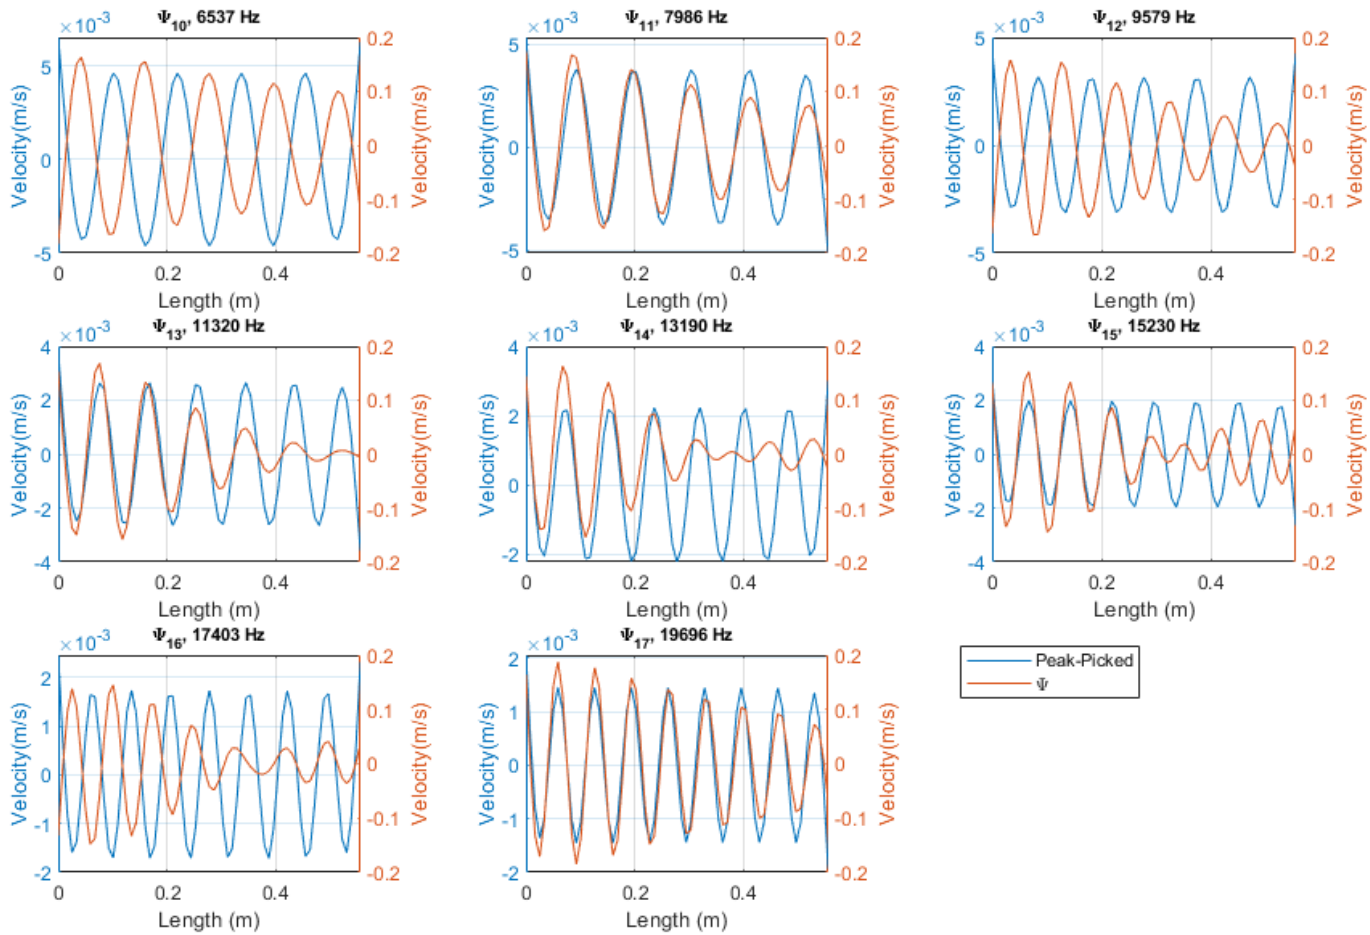 ×10⁻³ Ψ₁₀, 6537 Hz
5
0
-5
Velocity(m/s)
0.2
0.1
0
-0.1
-0.2
Velocity(m/s)
0 0.2 0.4
Length (m)
×10⁻³ Ψ₁₁, 7986 Hz
5
0
-5
Velocity(m/s)
0.2
0.1
0
-0.1
-0.2
Velocity(m/s)
0 0.2 0.4
Length (m)
×10⁻³ Ψ₁₂, 9579 Hz
5
0
-5
Velocity(m/s)
0.2
0.1
0
-0.1
-0.2
Velocity(m/s)
0 0.2 0.4
Length (m)
×10⁻³ Ψ₁₃, 11320 Hz
4
2
0
-2
-4
Velocity(m/s)
0.2
0.1
0
-0.1
-0.2
Velocity(m/s)
0 0.2 0.4
Length (m)
×10⁻³ Ψ₁₄, 13190 Hz
4
2
0
-2
Velocity(m/s)
0.2
0.1
0
-0.1
-0.2
Velocity(m/s)
0 0.2 0.4
Length (m)
×10⁻³ Ψ₁₅, 15230 Hz
4
2
0
-2
-4
Velocity(m/s)
0.2
0.1
0
-0.1
-0.2
Velocity(m/s)
0 0.2 0.4
Length (m)
×10⁻³ Ψ₁₆, 17403 Hz
2
1
0
-1
-2
Velocity(m/s)
0.2
0.1
0
-0.1
-0.2
Velocity(m/s)
0 0.2 0.4
Length (m)
×10⁻³ Ψ₁₇, 19696 Hz
2
1
0
-1
-2
Velocity(m/s)
0.2
0.1
0
-0.1
-0.2
Velocity(m/s)
0 0.2 0.4
Length (m)
Peak-Picked
Ψ